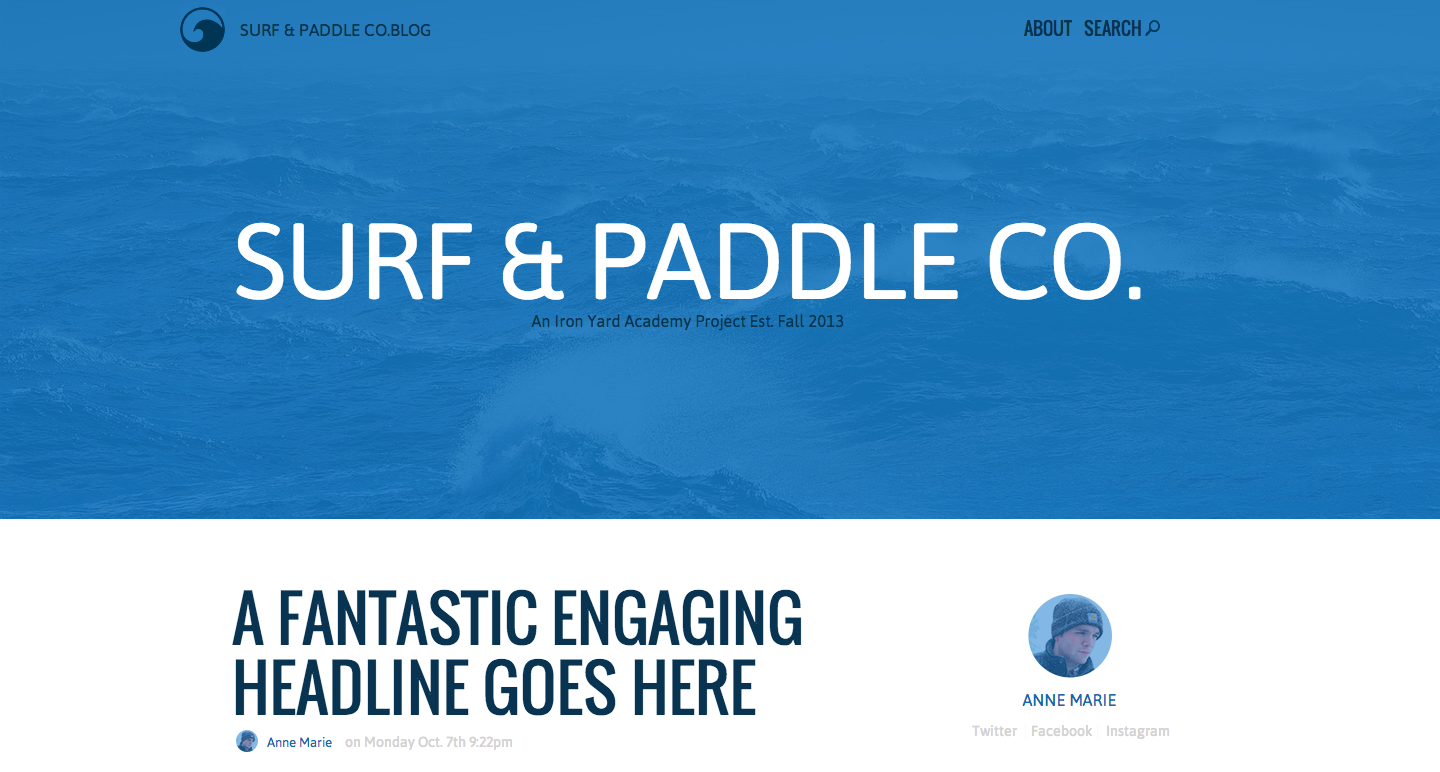 SURF & PADDLE CO.BLOG
ABOUT SEARCH
SURF & PADDLE CO.
An Iron Yard Academy Project Est. Fall 2013
A FANTASTIC ENGAGING
HEADLINE GOES HERE
Anne Marie on Monday Oct. 7th 9:22pm
ANNE MARIE
Twitter Facebook Instagram